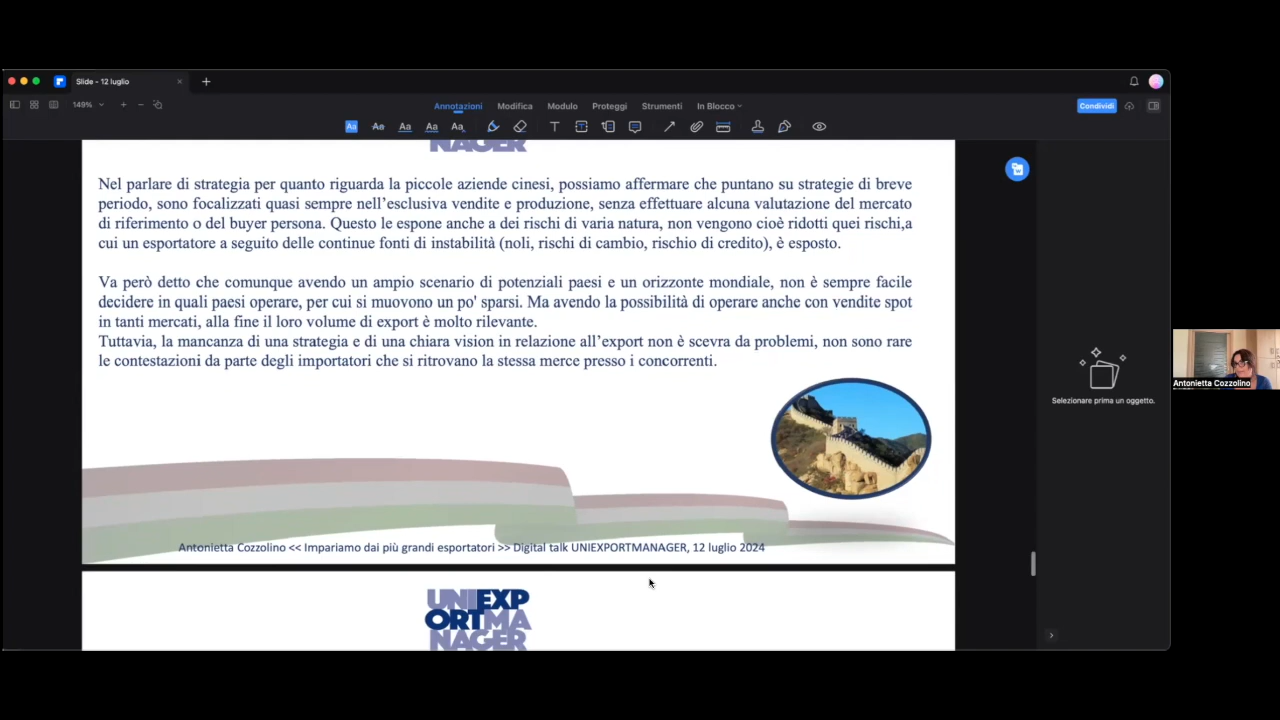 Slide - 12 luglio
149%
Annotazioni
Modifica
Modulo
Proteggi
Strumenti
In Blocco
Condividi
NAGER
Nel parlare di strategia per quanto riguarda la piccole aziende cinesi, possiamo affermare che puntano su strategie di breve
periodo, sono focalizzati quasi sempre nell'esclusiva vendite e produzione, senza effettuare alcuna valutazione del mercato
di riferimento o del buyer persona. Questo le espone anche a dei rischi di varia natura, non vengono cioè ridotti quei rischi,a
cui un esportatore a seguito delle continue fonti di instabilità (noli, rischi di cambio, rischio di credito), è esposto.
Va però detto che comunque avendo un ampio scenario di potenziali paesi e un orizzonte mondiale, non è sempre facile
decidere in quali paesi operare, per cui si muovono un po' sparsi. Ma avendo la possibilità di operare anche con vendite spot
in tanti mercati, alla fine il loro volume di export è molto rilevante.
Tuttavia, la mancanza di una strategia e di una chiara vision in relazione all'export non è scevra da problemi, non sono rare
le contestazioni da parte degli importatori che si ritrovano la stessa merce presso i concorrenti.
Antonietta Cozzolino << Impariamo dai più grandi esportatori >> Digital talk UNIEXPORTMANAGER, 12 luglio 2024
UNIEXP
ORTMA
NAGER
Selezionare prima un oggetto.
Antonietta Cozzolino